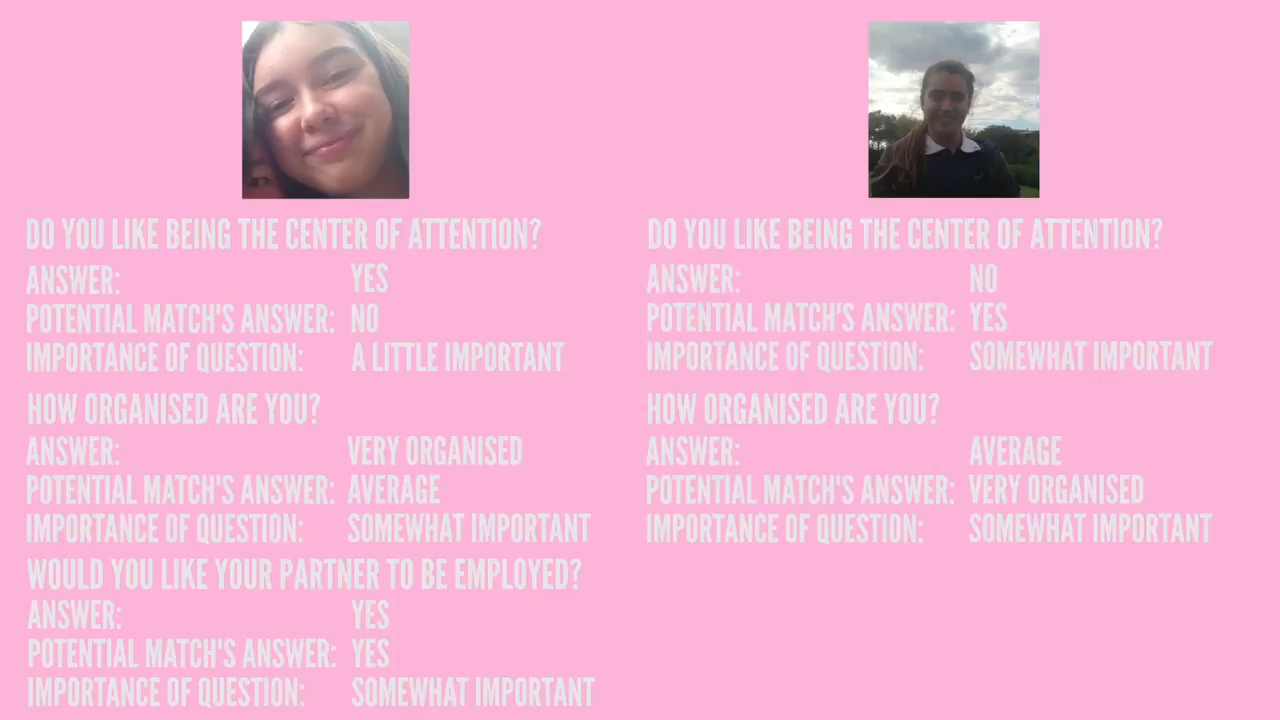 DO YOU LIKE BEING THE CENTER OF ATTENTION?
ANSWER: YES
POTENTIAL MATCH'S ANSWER: NO
IMPORTANCE OF QUESTION: A LITTLE IMPORTANT
HOW ORGANISED ARE YOU?
ANSWER: VERY ORGANISED
POTENTIAL MATCH'S ANSWER: AVERAGE
IMPORTANCE OF QUESTION: SOMEWHAT IMPORTANT
WOULD YOU LIKE YOUR PARTNER TO BE EMPLOYED?
ANSWER: YES
POTENTIAL MATCH'S ANSWER: YES
IMPORTANCE OF QUESTION: SOMEWHAT IMPORTANT
DO YOU LIKE BEING THE CENTER OF ATTENTION?
ANSWER: NO
POTENTIAL MATCH'S ANSWER: YES
IMPORTANCE OF QUESTION: SOMEWHAT IMPORTANT
HOW ORGANISED ARE YOU?
ANSWER: AVERAGE
POTENTIAL MATCH'S ANSWER: VERY ORGANISED
IMPORTANCE OF QUESTION: SOMEWHAT IMPORTANT